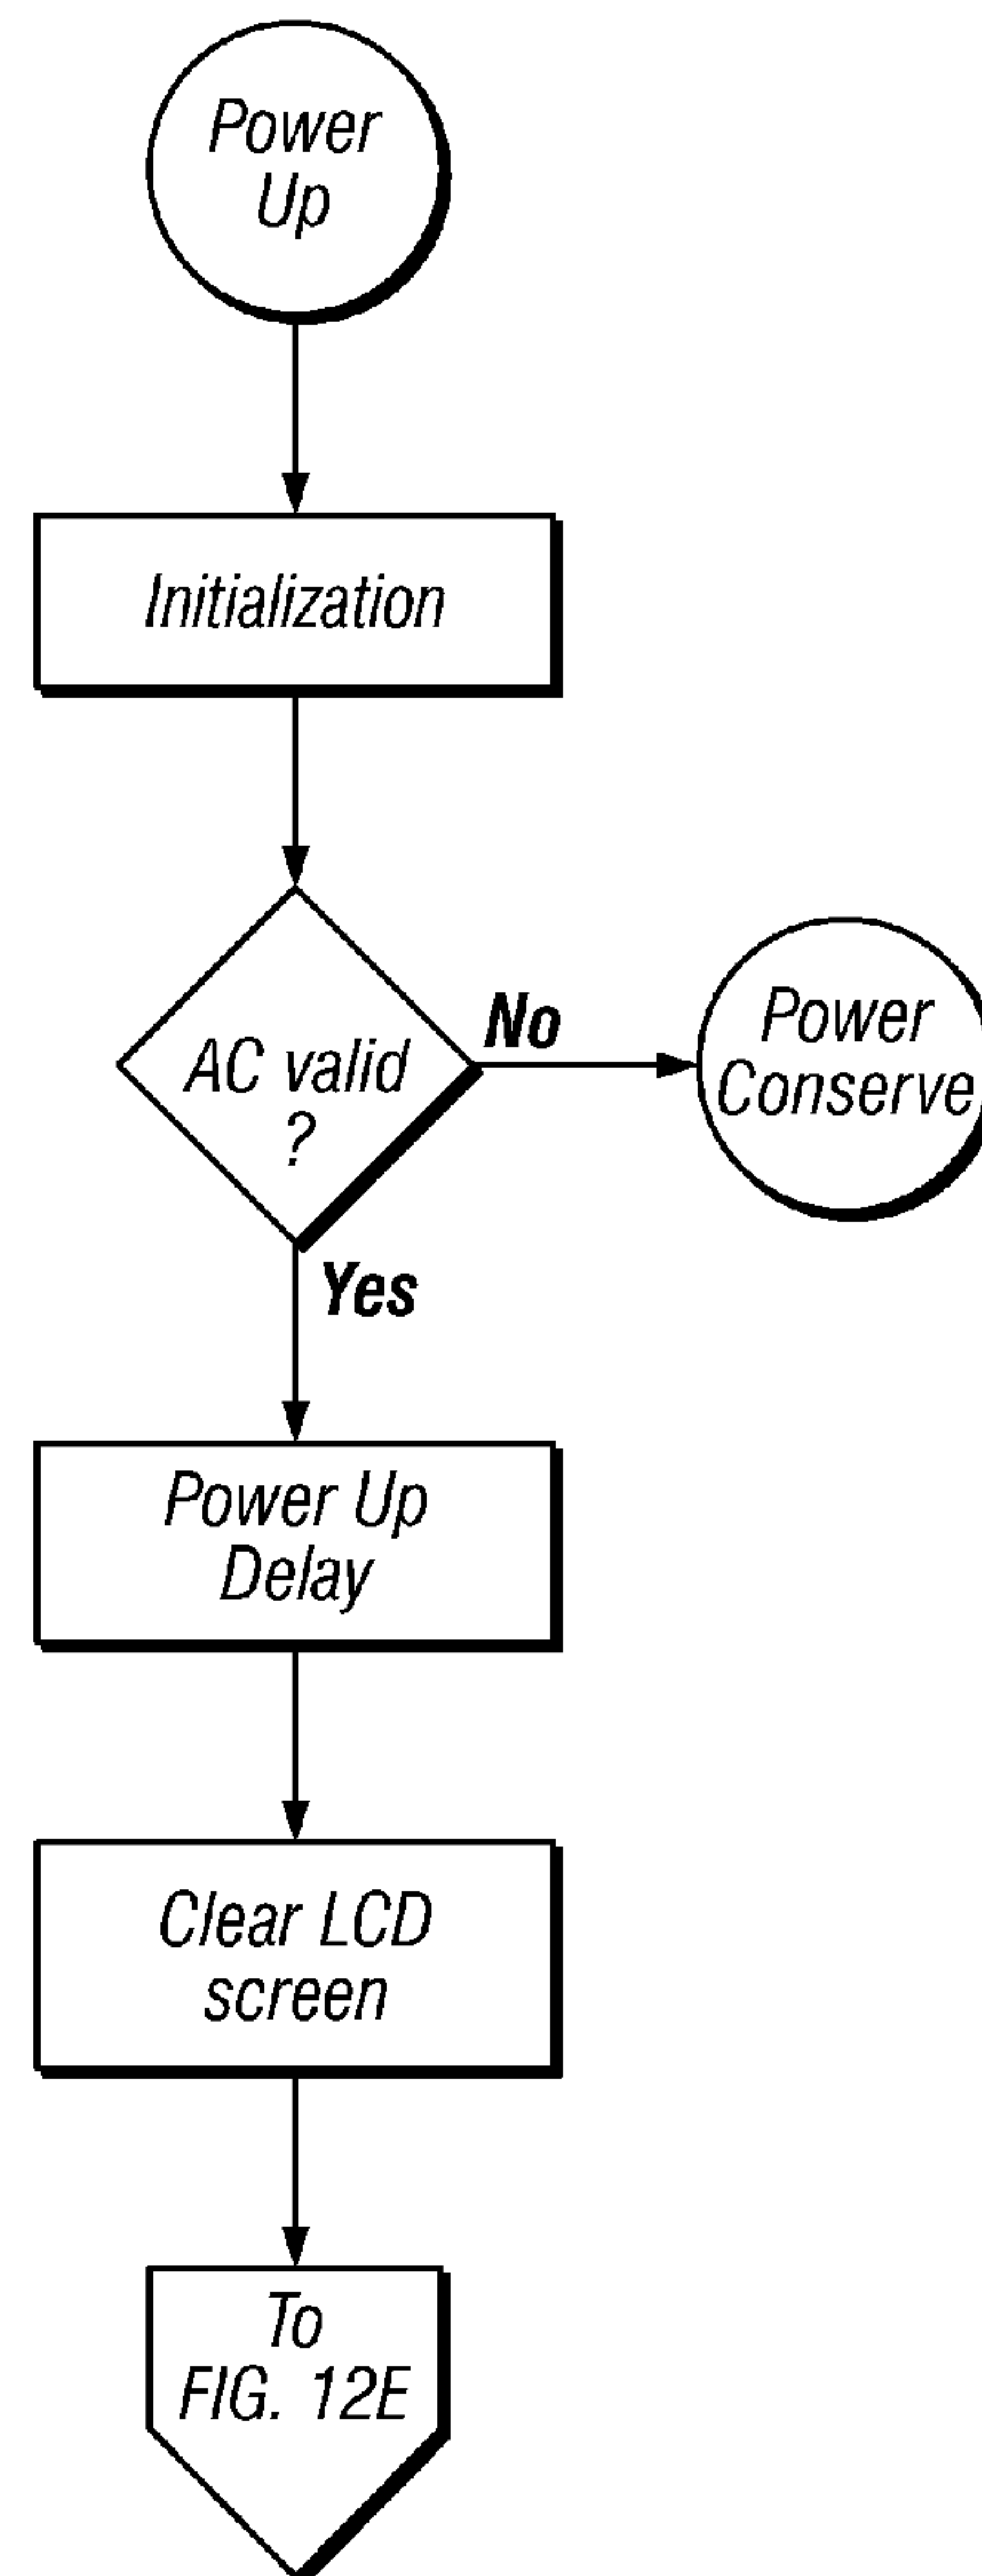 Power
Up
Initialization
AC valid
?
No
Power
Conserve
Yes
Power Up
Delay
Clear LCD
screen
To
FIG. 12E